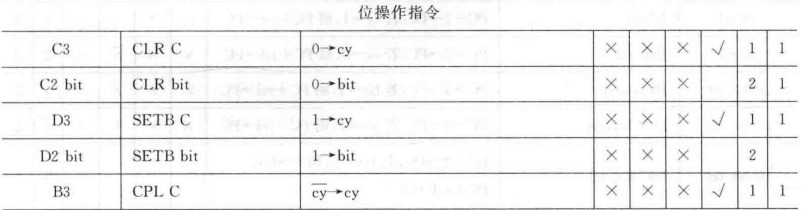 位操作指令
C3 CLR C 0→cy × × × √ 1 1
C2 bit CLR bit 0→bit × × × 2 1
D3 SETB C 1→cy × × × √ 1 1
D2 bit SETB bit 1→bit × × × 2
B3 CPL C c̅y̅→cy × × × √ 1 1